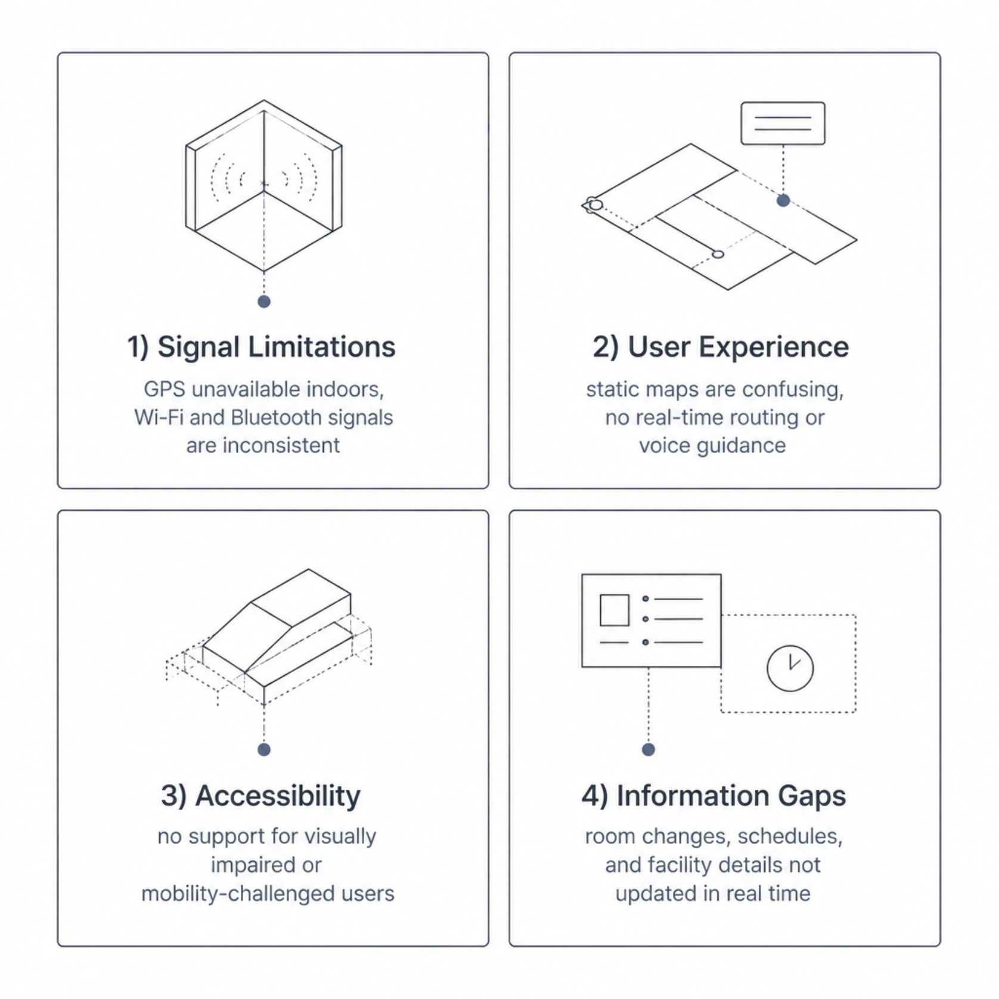 1) Signal Limitations
GPS unavailable indoors,
Wi-Fi and Bluetooth signals
are inconsistent
2) User Experience
static maps are confusing,
no real-time routing or
voice guidance
3) Accessibility
no support for visually
impaired or
mobility-challenged users
4) Information Gaps
room changes, schedules,
and facility details not
updated in real time